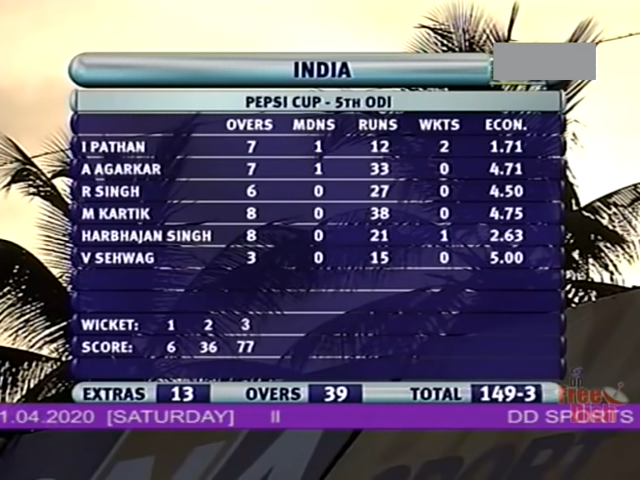 INDIA
PEPSI CUP - 5TH ODI
OVERS MDNS RUNS WKTS ECON.
I PATHAN 7 1 12 2 1.71
A AGARKAR 7 1 33 0 4.71
R SINGH 6 0 27 0 4.50
M KARTIK 8 0 38 0 4.75
HARBHAJAN SINGH 8 0 21 1 2.63
V SEHWAG 3 0 15 0 5.00
WICKET: 1 2 3
SCORE: 6 36 77
EXTRAS 13 OVERS 39 TOTAL 149-3
1.04.2020 [SATURDAY] II DD SPORTS
Free
Dish